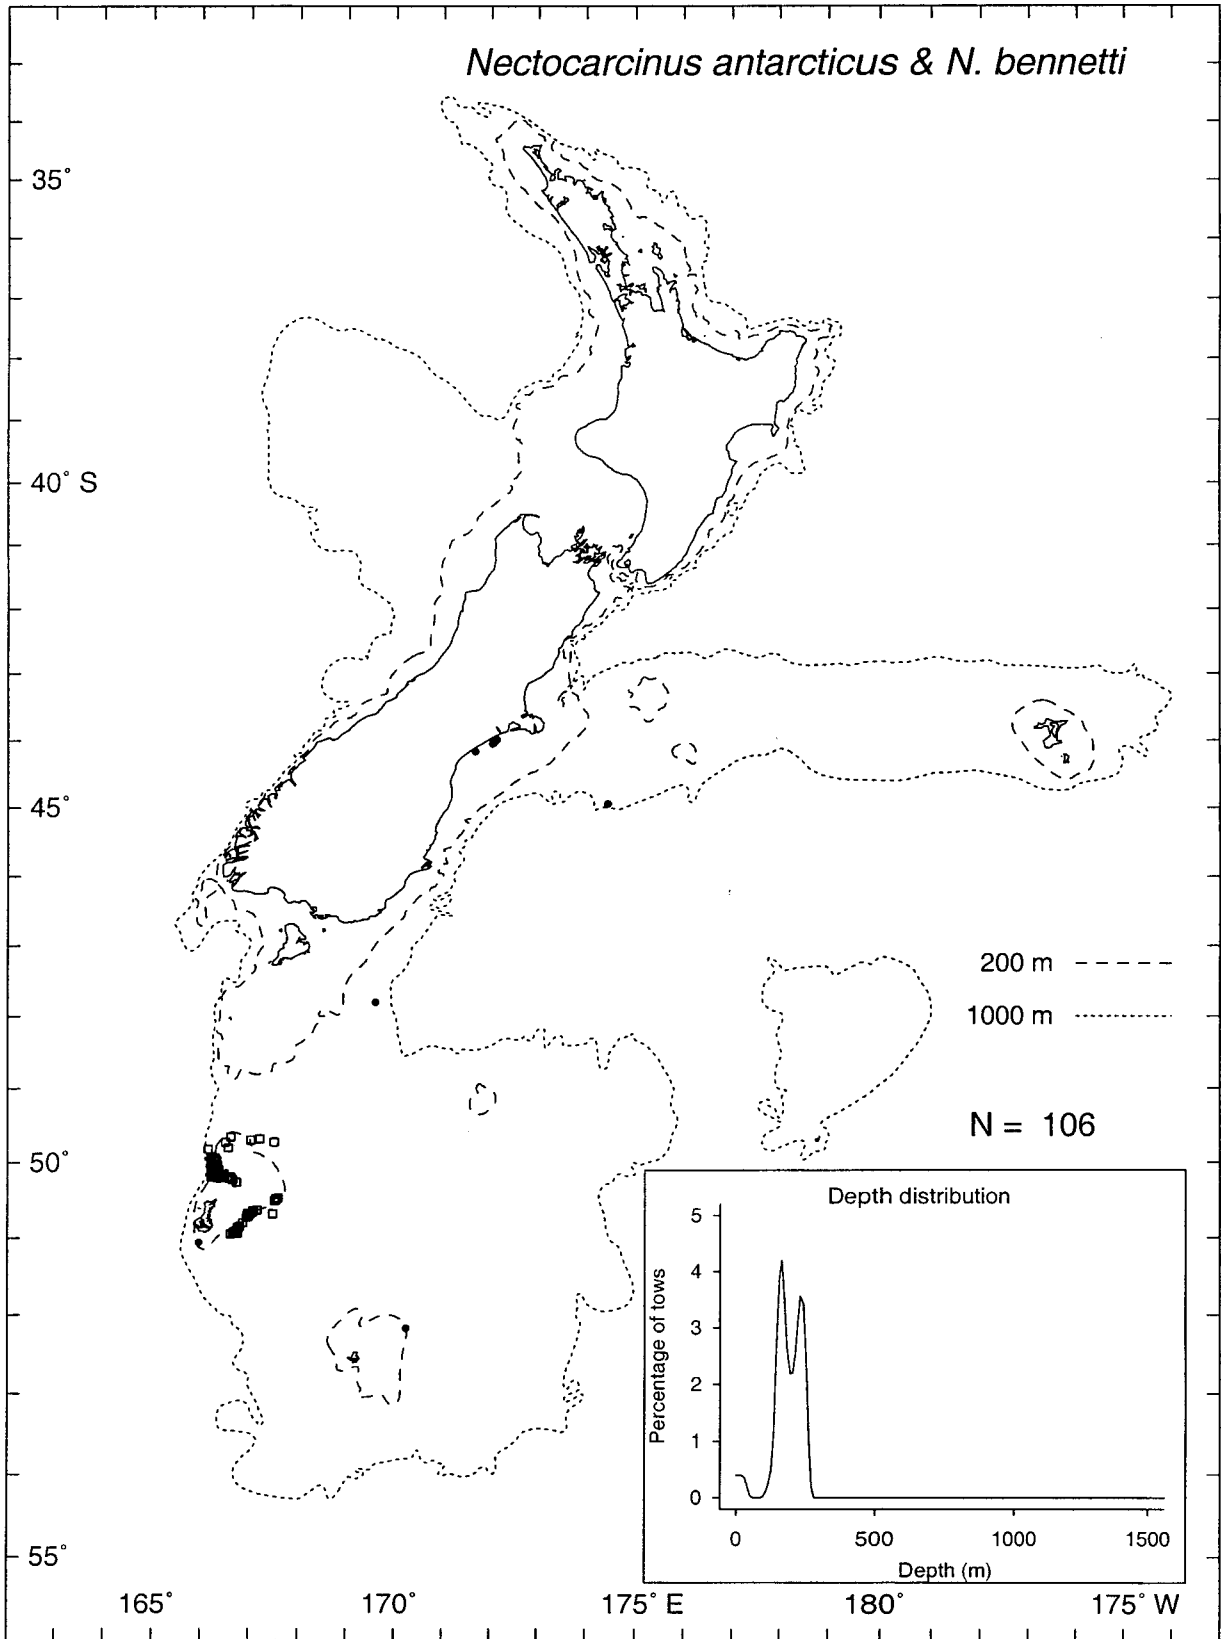 Nectocarcinus antarcticus & N. bennetti
35°
40° S
45°
200 m
1000 m
N = 106
50°
Depth distribution
5
4
3
2
1
0
Percentage of tows
0 500 1000 1500
Depth (m)
55°
165° 170° 175° E 180° 175° W